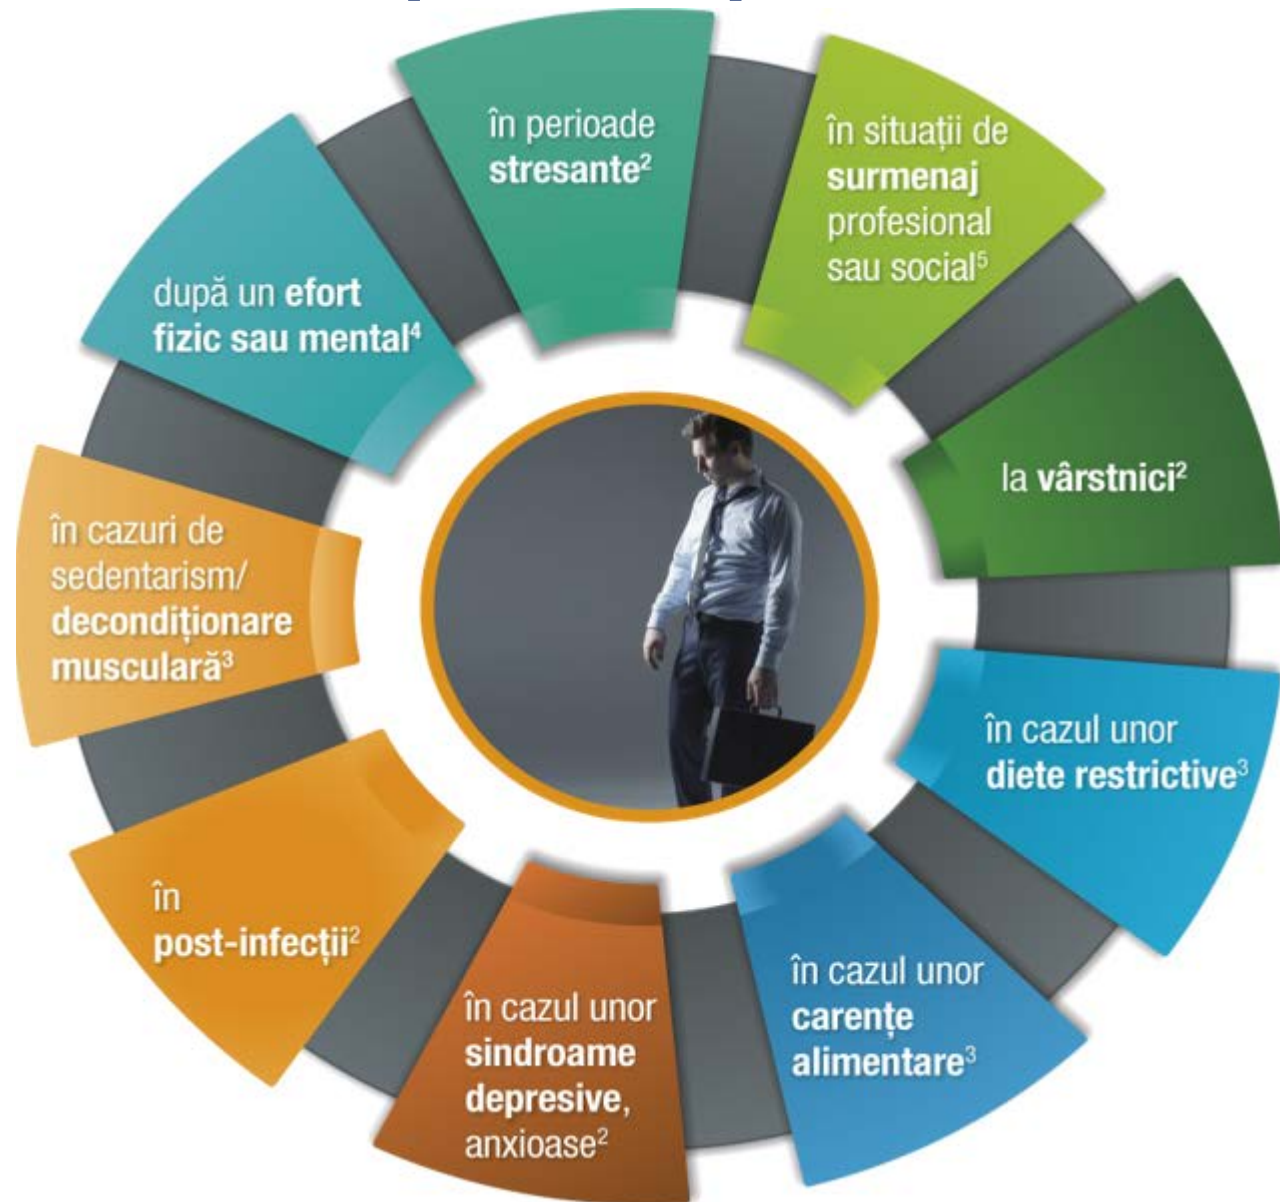 în perioade
stresante²
în situații de
surmenaj
profesional
sau social⁵
la vârstnici²
în cazul unor
diete restrictive³
în cazul unor
carențe
alimentare³
în cazul unor
sindroame
depresive,
anxioase²
în
post-infecții²
în cazuri de
sedentarism/
decondiționare
musculară³
după un efort
fizic sau mental⁴